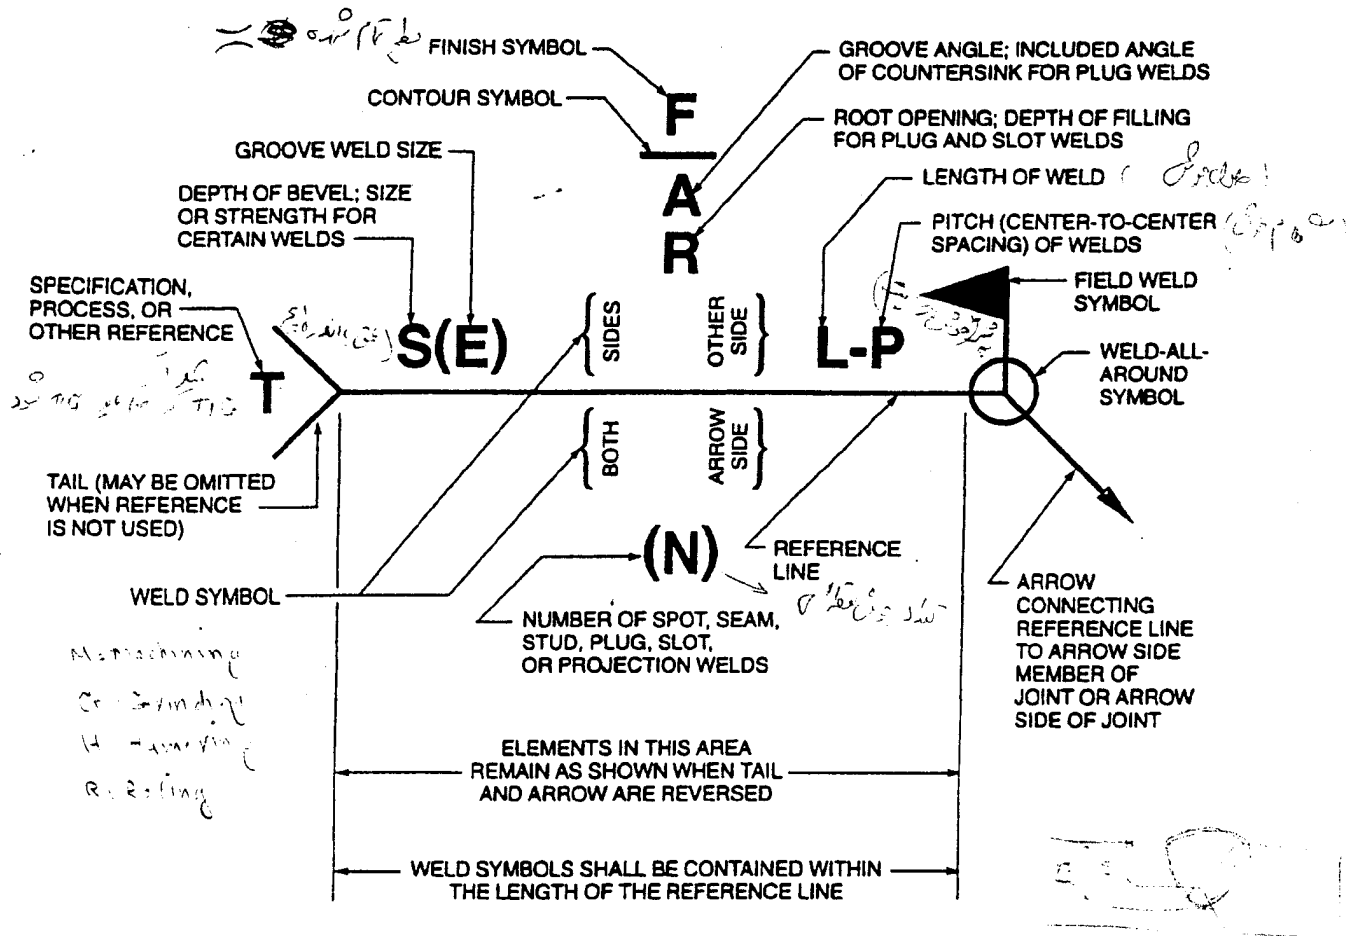 FINISH SYMBOL
CONTOUR SYMBOL
GROOVE WELD SIZE
DEPTH OF BEVEL; SIZE
OR STRENGTH FOR
CERTAIN WELDS
SPECIFICATION,
PROCESS, OR
OTHER REFERENCE
F
A
R
GROOVE ANGLE; INCLUDED ANGLE
OF COUNTERSINK FOR PLUG WELDS
ROOT OPENING; DEPTH OF FILLING
FOR PLUG AND SLOT WELDS
LENGTH OF WELD
PITCH (CENTER-TO-CENTER
SPACING) OF WELDS
FIELD WELD
SYMBOL
WELD-ALL-
AROUND
SYMBOL
T
S(E)
SIDES
OTHER
SIDE
L-P
BOTH
ARROW
SIDE
TAIL (MAY BE OMITTED
WHEN REFERENCE
IS NOT USED)
WELD SYMBOL
(N)
NUMBER OF SPOT, SEAM,
STUD, PLUG, SLOT,
OR PROJECTION WELDS
REFERENCE
LINE
ARROW
CONNECTING
REFERENCE LINE
TO ARROW SIDE
MEMBER OF
JOINT OR ARROW
SIDE OF JOINT
ELEMENTS IN THIS AREA
REMAIN AS SHOWN WHEN TAIL
AND ARROW ARE REVERSED
WELD SYMBOLS SHALL BE CONTAINED WITHIN
THE LENGTH OF THE REFERENCE LINE
M: machining